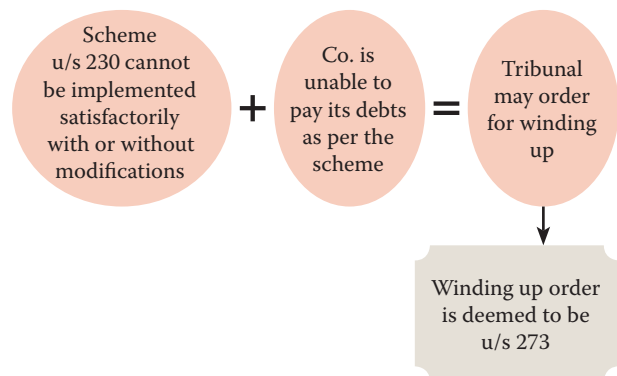 Scheme
u/s 230 cannot
be implemented
satisfactorily
with or without
modifications
+
Co. is
unable to
pay its debts
as per the
scheme
=
Tribunal
may order
for winding
up
Winding up order
is deemed to be
u/s 273